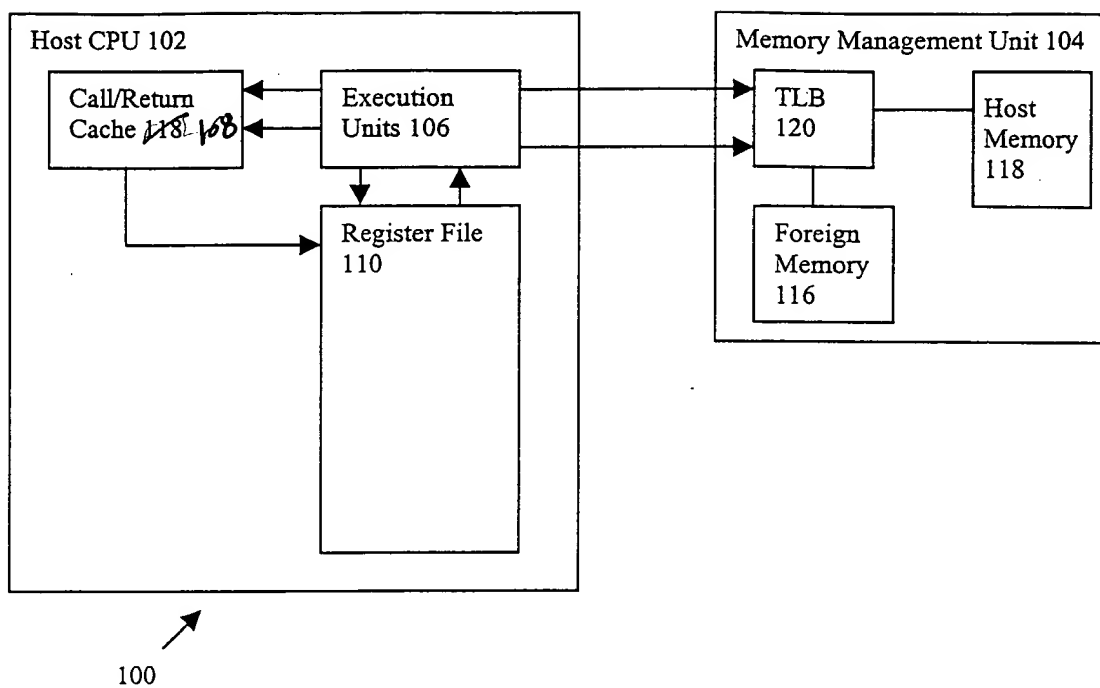 Host CPU 102
Call/Return
Cache 118 108
Execution
Units 106
Register File
110
Memory Management Unit 104
TLB
120
Host
Memory
118
Foreign
Memory
116
100